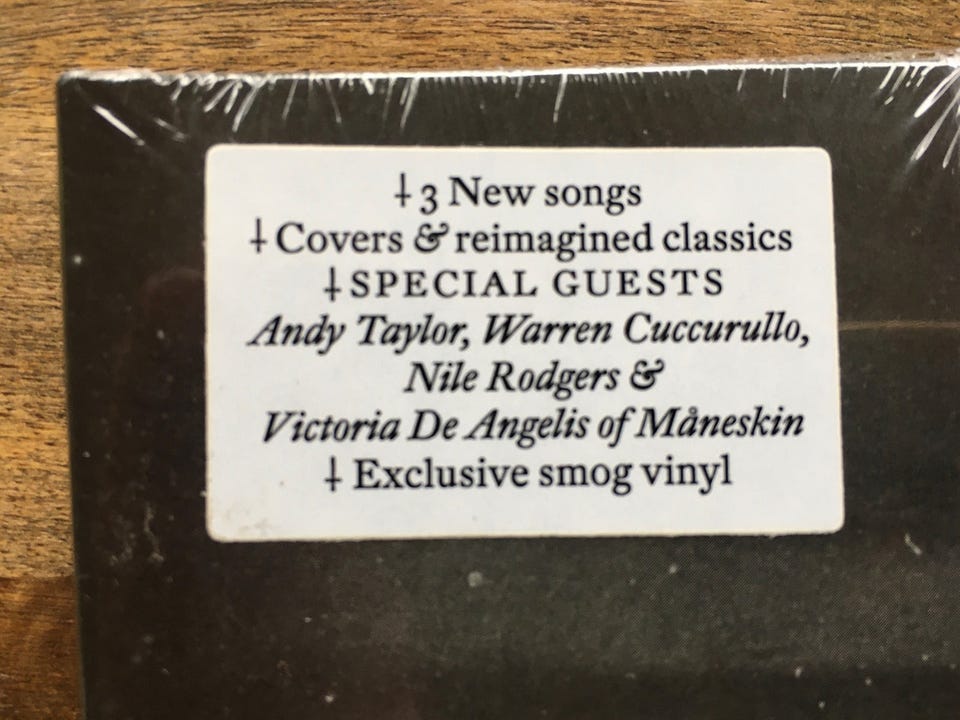 ⸸ 3 New songs
⸸ Covers & reimagined classics
⸸ SPECIAL GUESTS
Andy Taylor, Warren Cuccurullo,
Nile Rodgers &
Victoria De Angelis of Måneskin
⸸ Exclusive smog vinyl